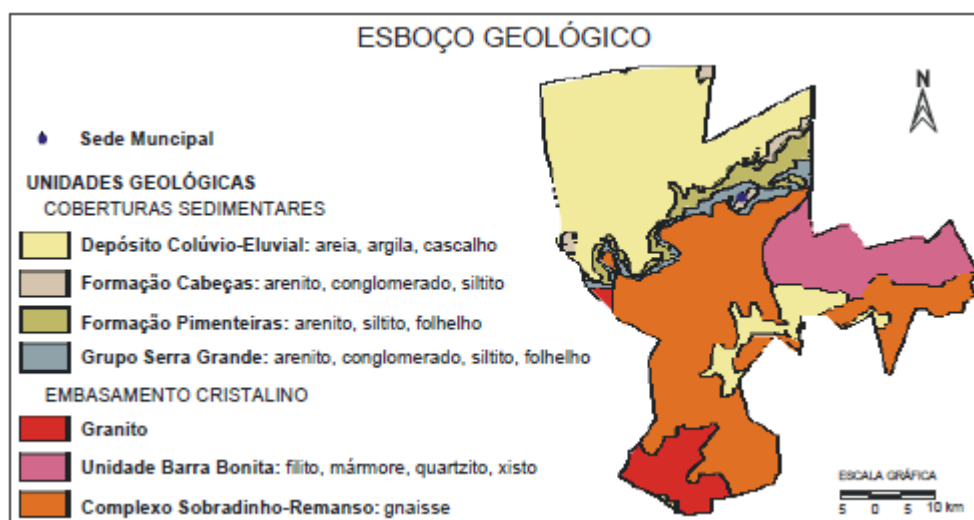 ESBOÇO GEOLÓGICO
N
Sede Muncipal
UNIDADES GEOLÓGICAS
COBERTURAS SEDIMENTARES
Depósito Colúvio-Eluvial: areia, argila, cascalho
Formação Cabeças: arenito, conglomerado, siltito
Formação Pimenteiras: arenito, siltito, folhelho
Grupo Serra Grande: arenito, conglomerado, siltito, folhelho
EMBASAMENTO CRISTALINO
Granito
Unidade Barra Bonita: filito, mármore, quartzito, xisto
Complexo Sobradinho-Remanso: gnaisse
ESCALA GRÁFICA
5 0 5 10 km